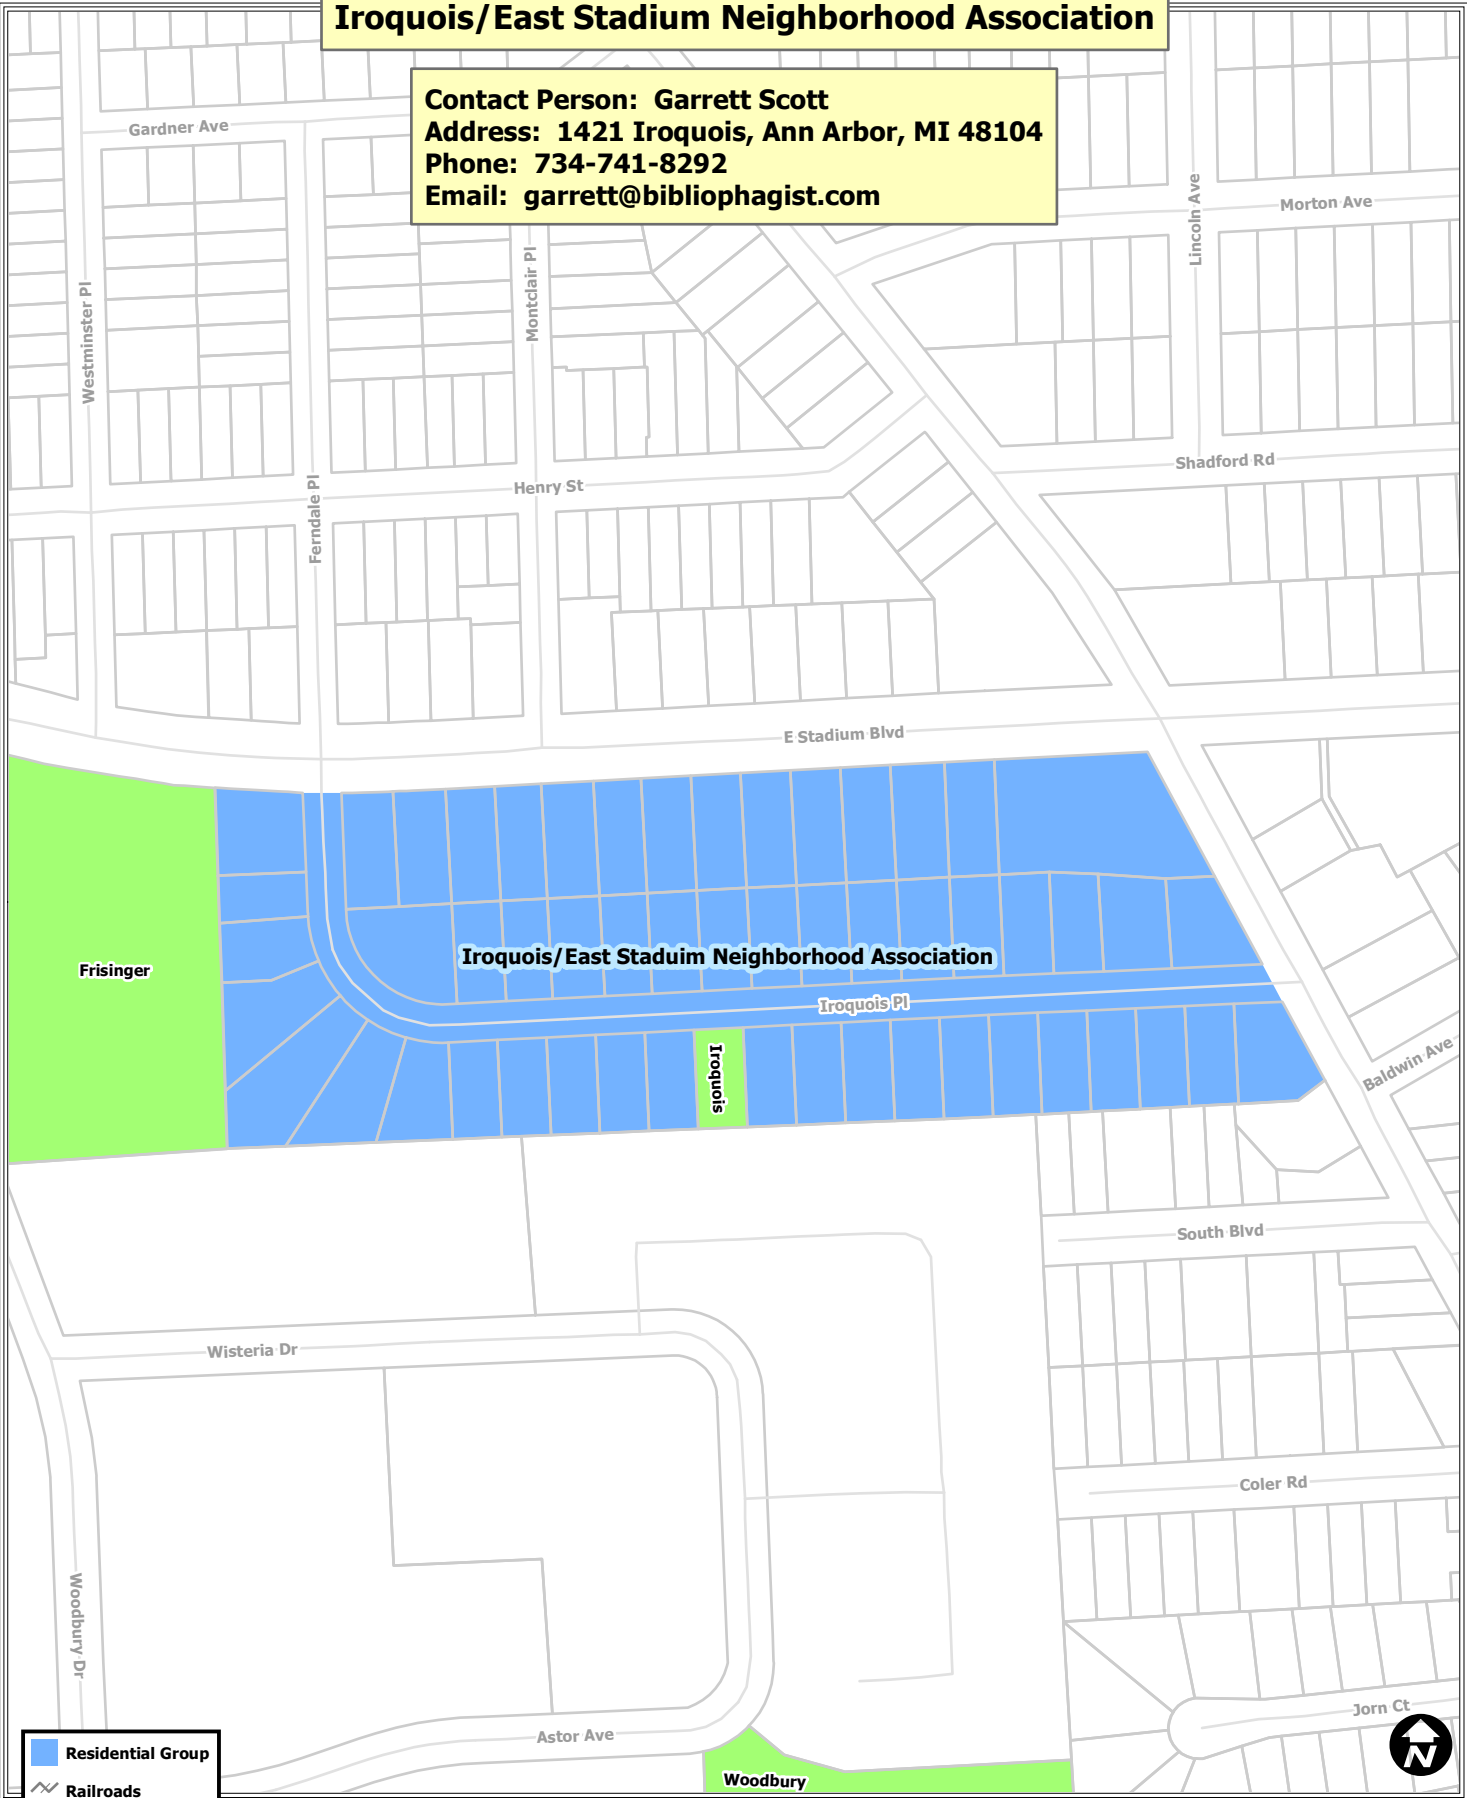 Iroquois/East Stadium Neighborhood Association
Contact Person: Garrett Scott
Address: 1421 Iroquois, Ann Arbor, MI 48104
Phone: 734-741-8292
Email: garrett@bibliophagist.com
Gardner Ave
Lincoln Ave
Morton Ave
Westminster Pl
Montclair Pl
Shadford Rd
Henry St
Ferndale Pl
E Stadium Blvd
Frisinger
Iroquois/East Staduim Neighborhood Association
Iroquois Pl
Iroquois
Baldwin Ave
South Blvd
Wisteria Dr
Coler Rd
Woodbury Dr
Jorn Ct
Astor Ave
Woodbury
Residential Group
Railroads
N